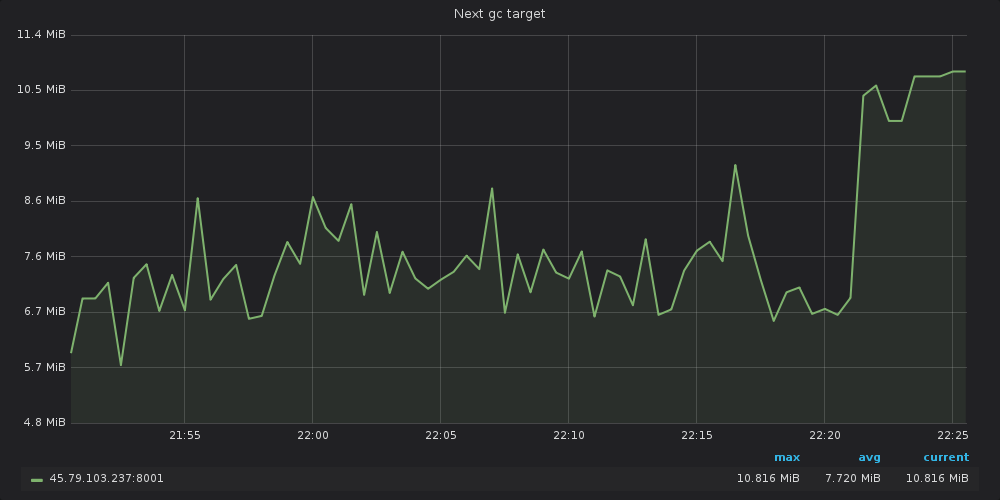 Next gc target
11.4 MiB
10.5 MiB
9.5 MiB
8.6 MiB
7.6 MiB
6.7 MiB
5.7 MiB
4.8 MiB
21:55 22:00 22:05 22:10 22:15 22:20 22:25
max avg current
45.79.103.237:8001 10.816 MiB 7.720 MiB 10.816 MiB